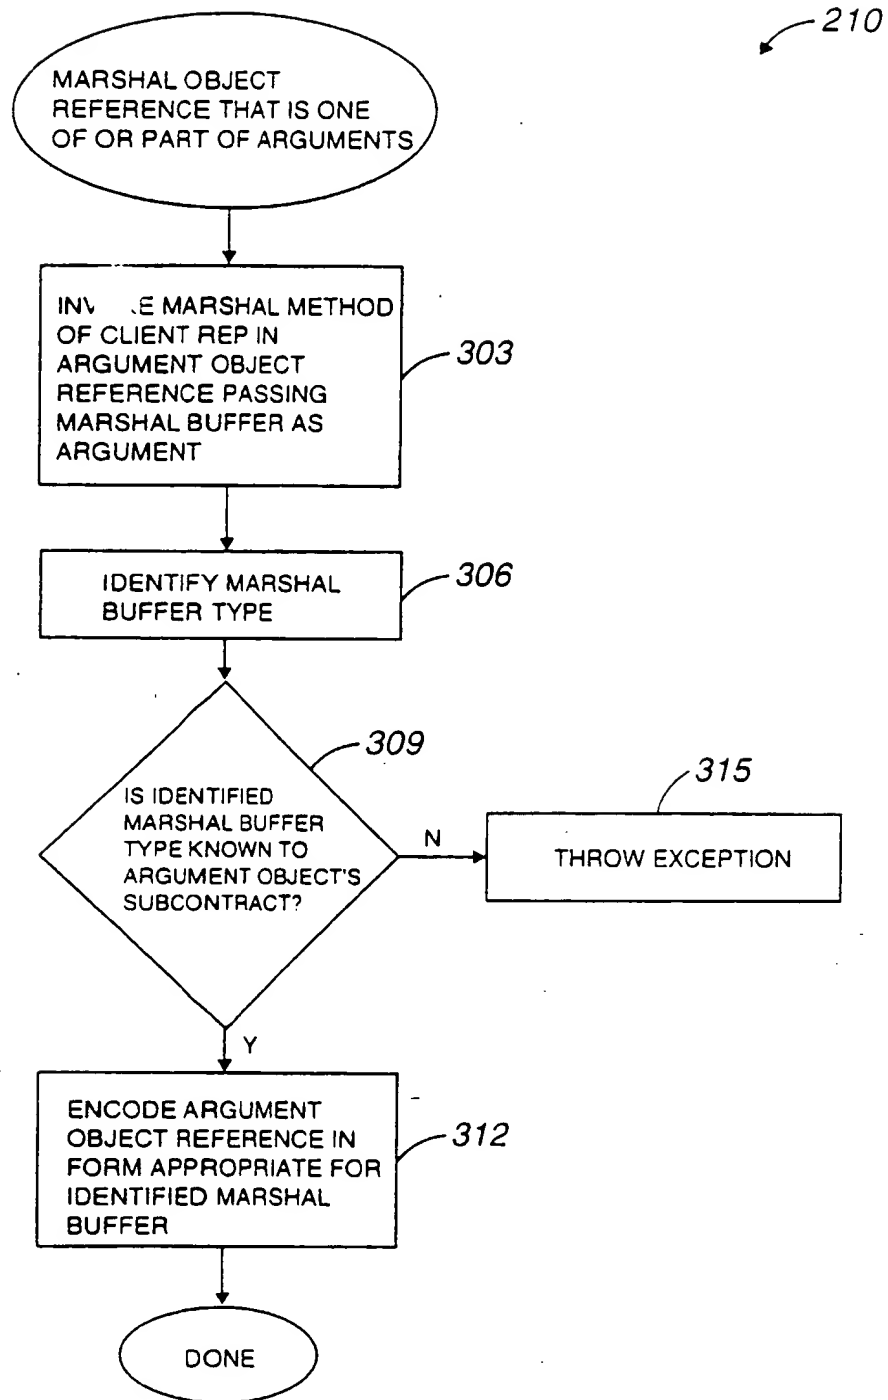 210
MARSHAL OBJECT
REFERENCE THAT IS ONE
OF OR PART OF ARGUMENTS
MARSHAL METHOD
OF CLIENT REP IN
ARGUMENT OBJECT
REFERENCE PASSING
MARSHAL BUFFER AS
ARGUMENT
303
IDENTIFY MARSHAL
BUFFER TYPE
306
309
IS IDENTIFIED
MARSHAL BUFFER
TYPE KNOWN TO
ARGUMENT OBJECT'S
SUBCONTRACT?
N
315
THROW EXCEPTION
Y
ENCODE ARGUMENT
OBJECT REFERENCE IN
FORM APPROPRIATE FOR
IDENTIFIED MARSHAL
BUFFER
312
DONE